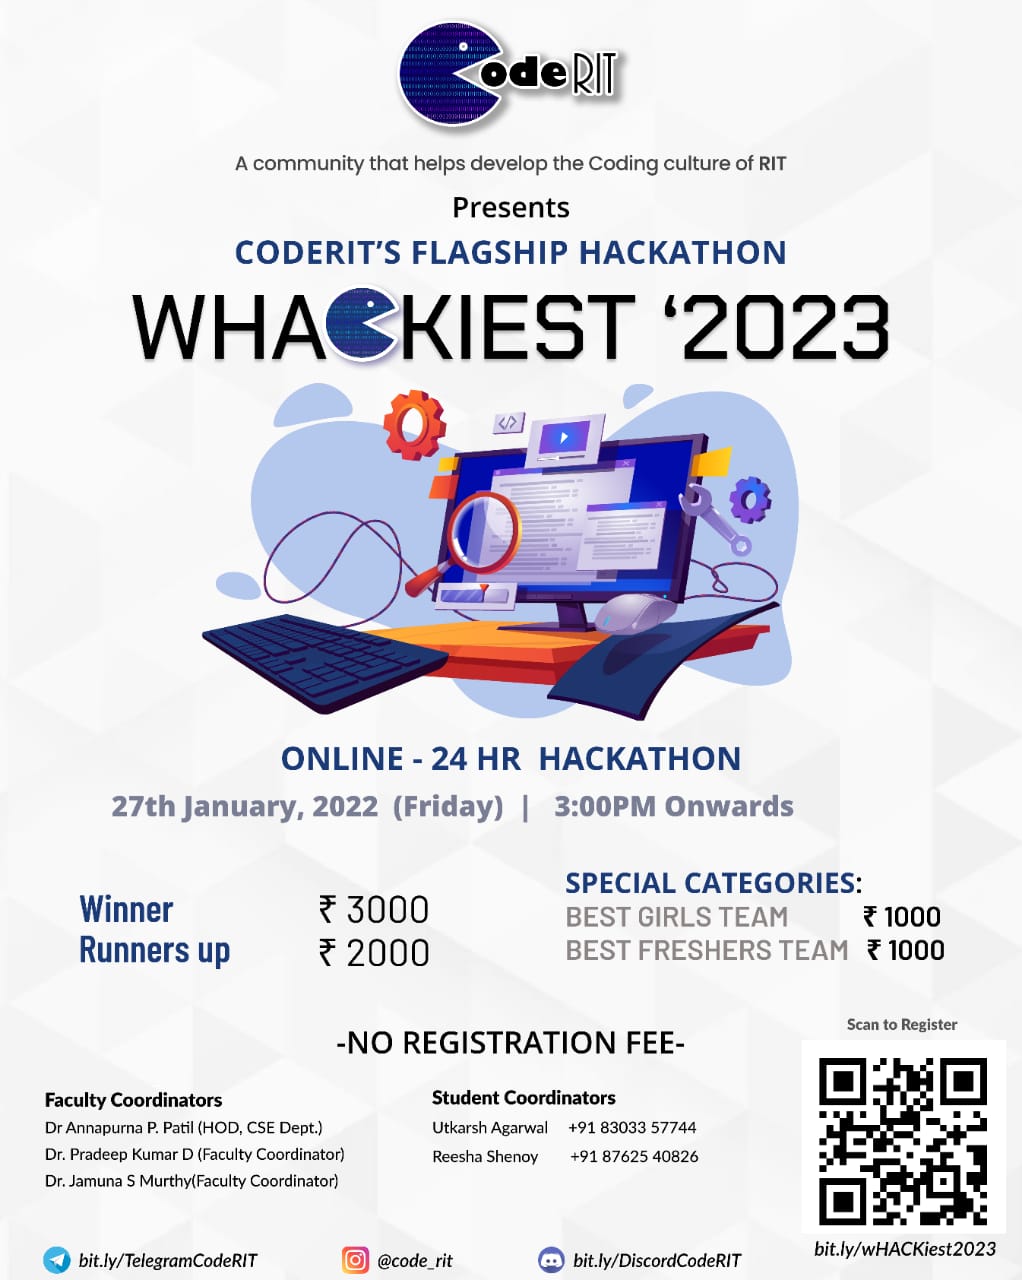 CodeRIT
A community that helps develop the Coding culture of RIT
Presents
CODERIT'S FLAGSHIP HACKATHON
WHACKIEST '2023
</>
ONLINE - 24 HR HACKATHON
27th January, 2022 (Friday) | 3:00PM Onwards
Winner ₹ 3000
Runners up ₹ 2000
SPECIAL CATEGORIES:
BEST GIRLS TEAM ₹ 1000
BEST FRESHERS TEAM ₹ 1000
-NO REGISTRATION FEE-
Scan to Register
Faculty Coordinators
Dr Annapurna P. Patil (HOD, CSE Dept.)
Dr. Pradeep Kumar D (Faculty Coordinator)
Dr. Jamuna S Murthy(Faculty Coordinator)
Student Coordinators
Utkarsh Agarwal +91 83033 57744
Reesha Shenoy +91 87625 40826
bit.ly/wHACKiest2023
bit.ly/TelegramCodeRIT
@code_rit
bit.ly/DiscordCodeRIT